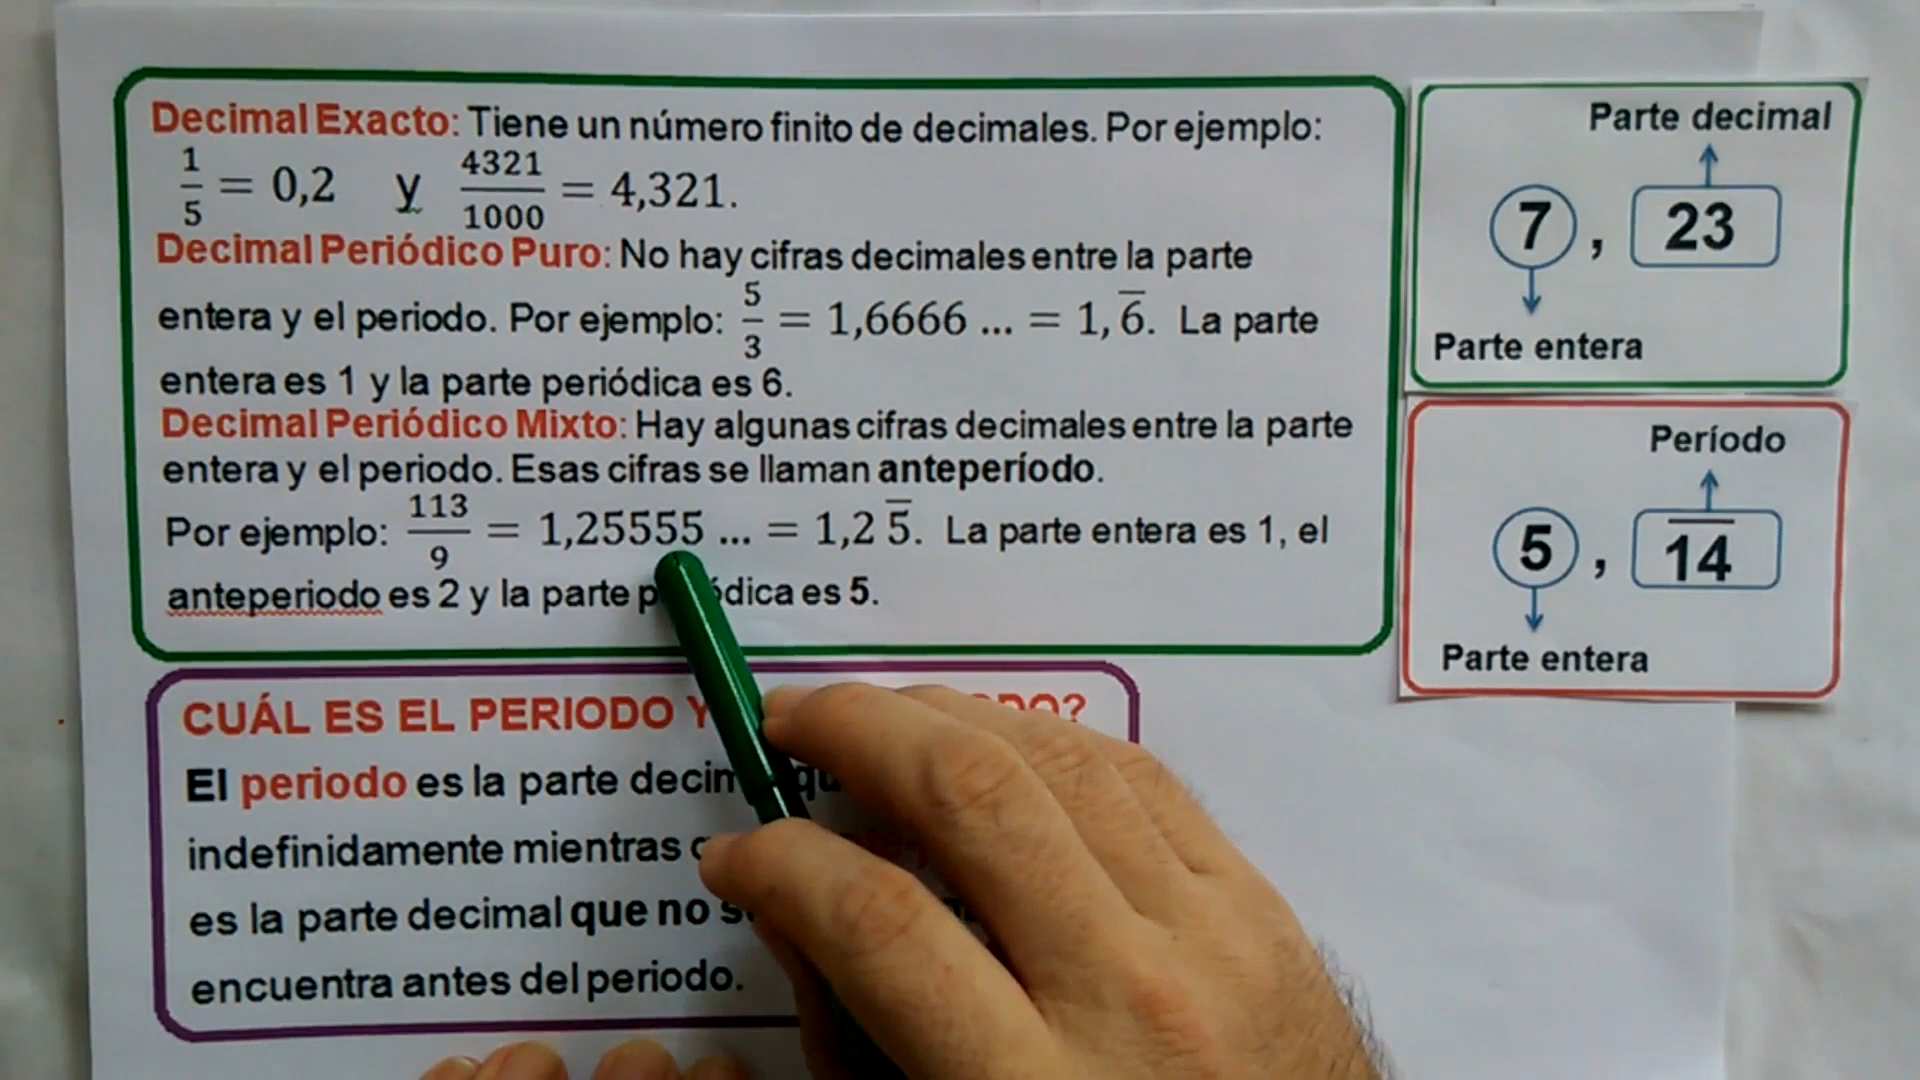 Decimal Exacto: Tiene un número finito de decimales. Por ejemplo:
1/5 = 0,2 y 4321/1000 = 4,321.
Decimal Periódico Puro: No hay cifras decimales entre la parte
entera y el periodo. Por ejemplo: 5/3 = 1,6666 ... = 1,6̅. La parte
entera es 1 y la parte periódica es 6.
Decimal Periódico Mixto: Hay algunas cifras decimales entre la parte
entera y el periodo. Esas cifras se llaman anteperíodo.
Por ejemplo: 113/9 = 1,25555 ... = 1,2 5̅. La parte entera es 1, el
anteperiodo es 2 y la parte es 5.
CUÁL ES EL PERIODO Y
El periodo es la parte
indefinidamente mientras
es la parte decimal que no
encuentra antes del periodo.
Parte decimal
7 , 23
Parte entera
Período
5 , 1̅4̅
Parte entera